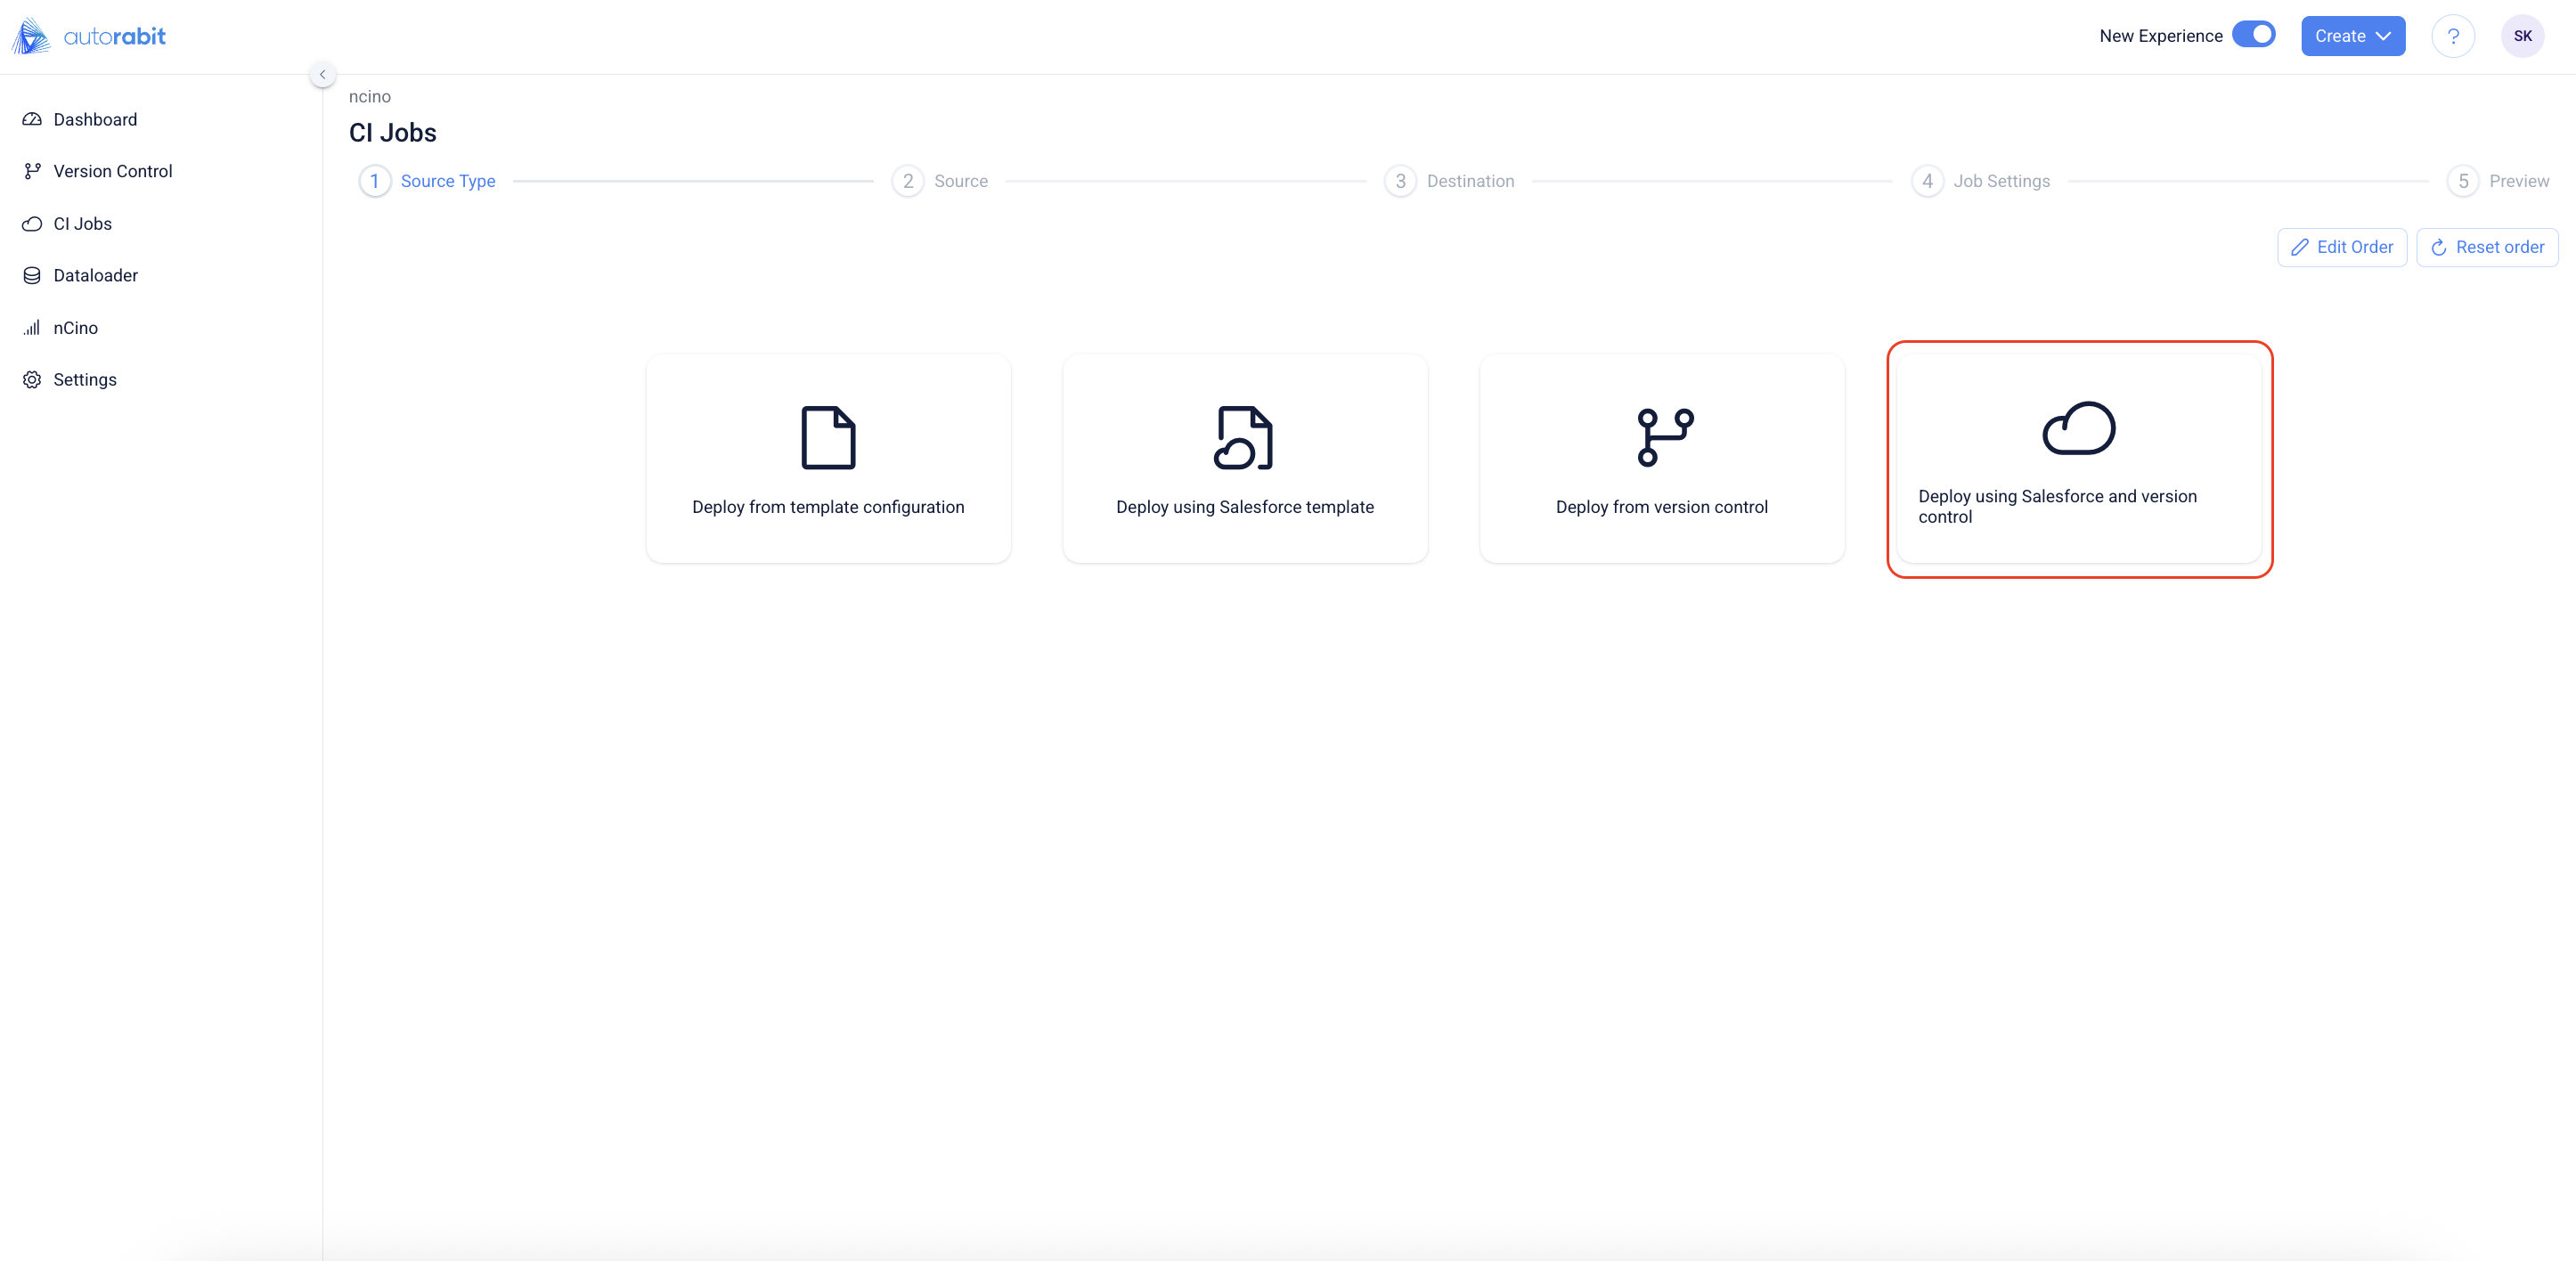 autorabit
New Experience
Create
?
SK
Dashboard
Version Control
CI Jobs
Dataloader
nCino
Settings
ncino
CI Jobs
1 Source Type
2 Source
3 Destination
4 Job Settings
5 Preview
Edit Order
Reset order
Deploy from template configuration
Deploy using Salesforce template
Deploy from version control
Deploy using Salesforce and version
control